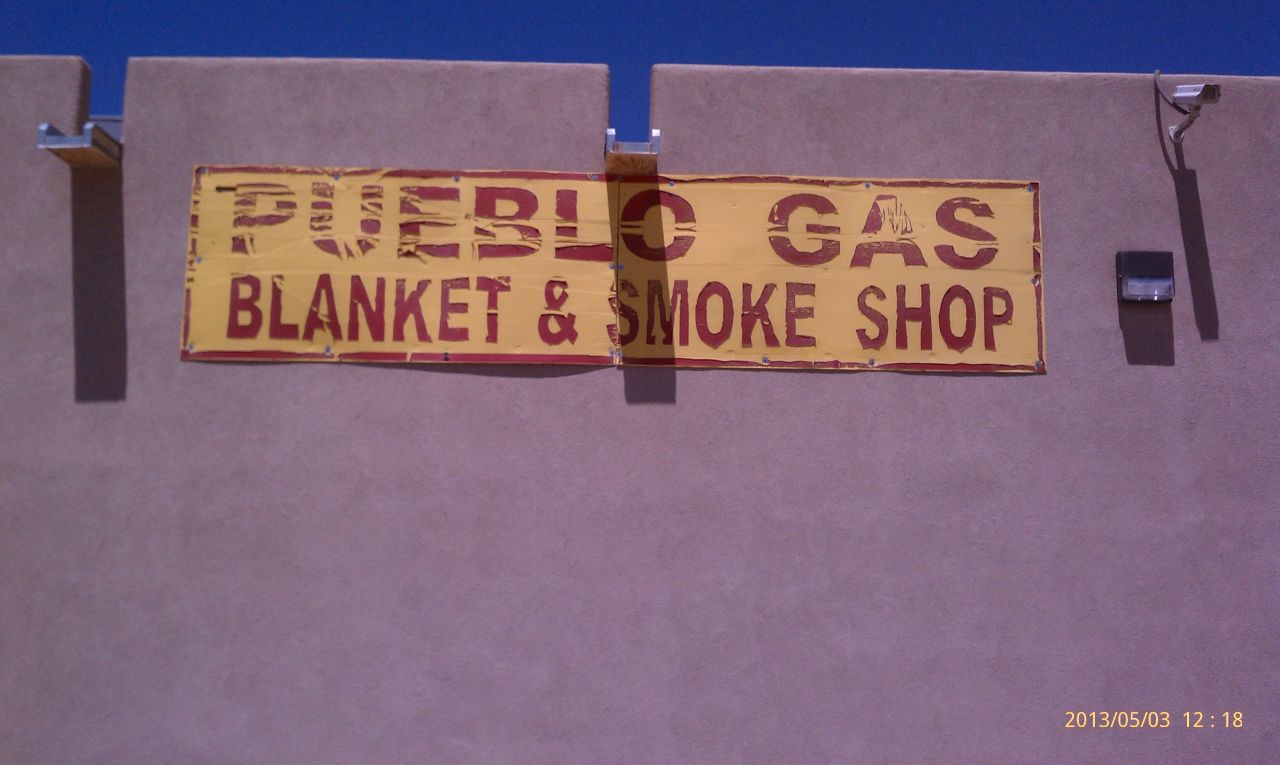 PUEBLO GAS
BLANKET & SMOKE SHOP
2013/05/03 12:18